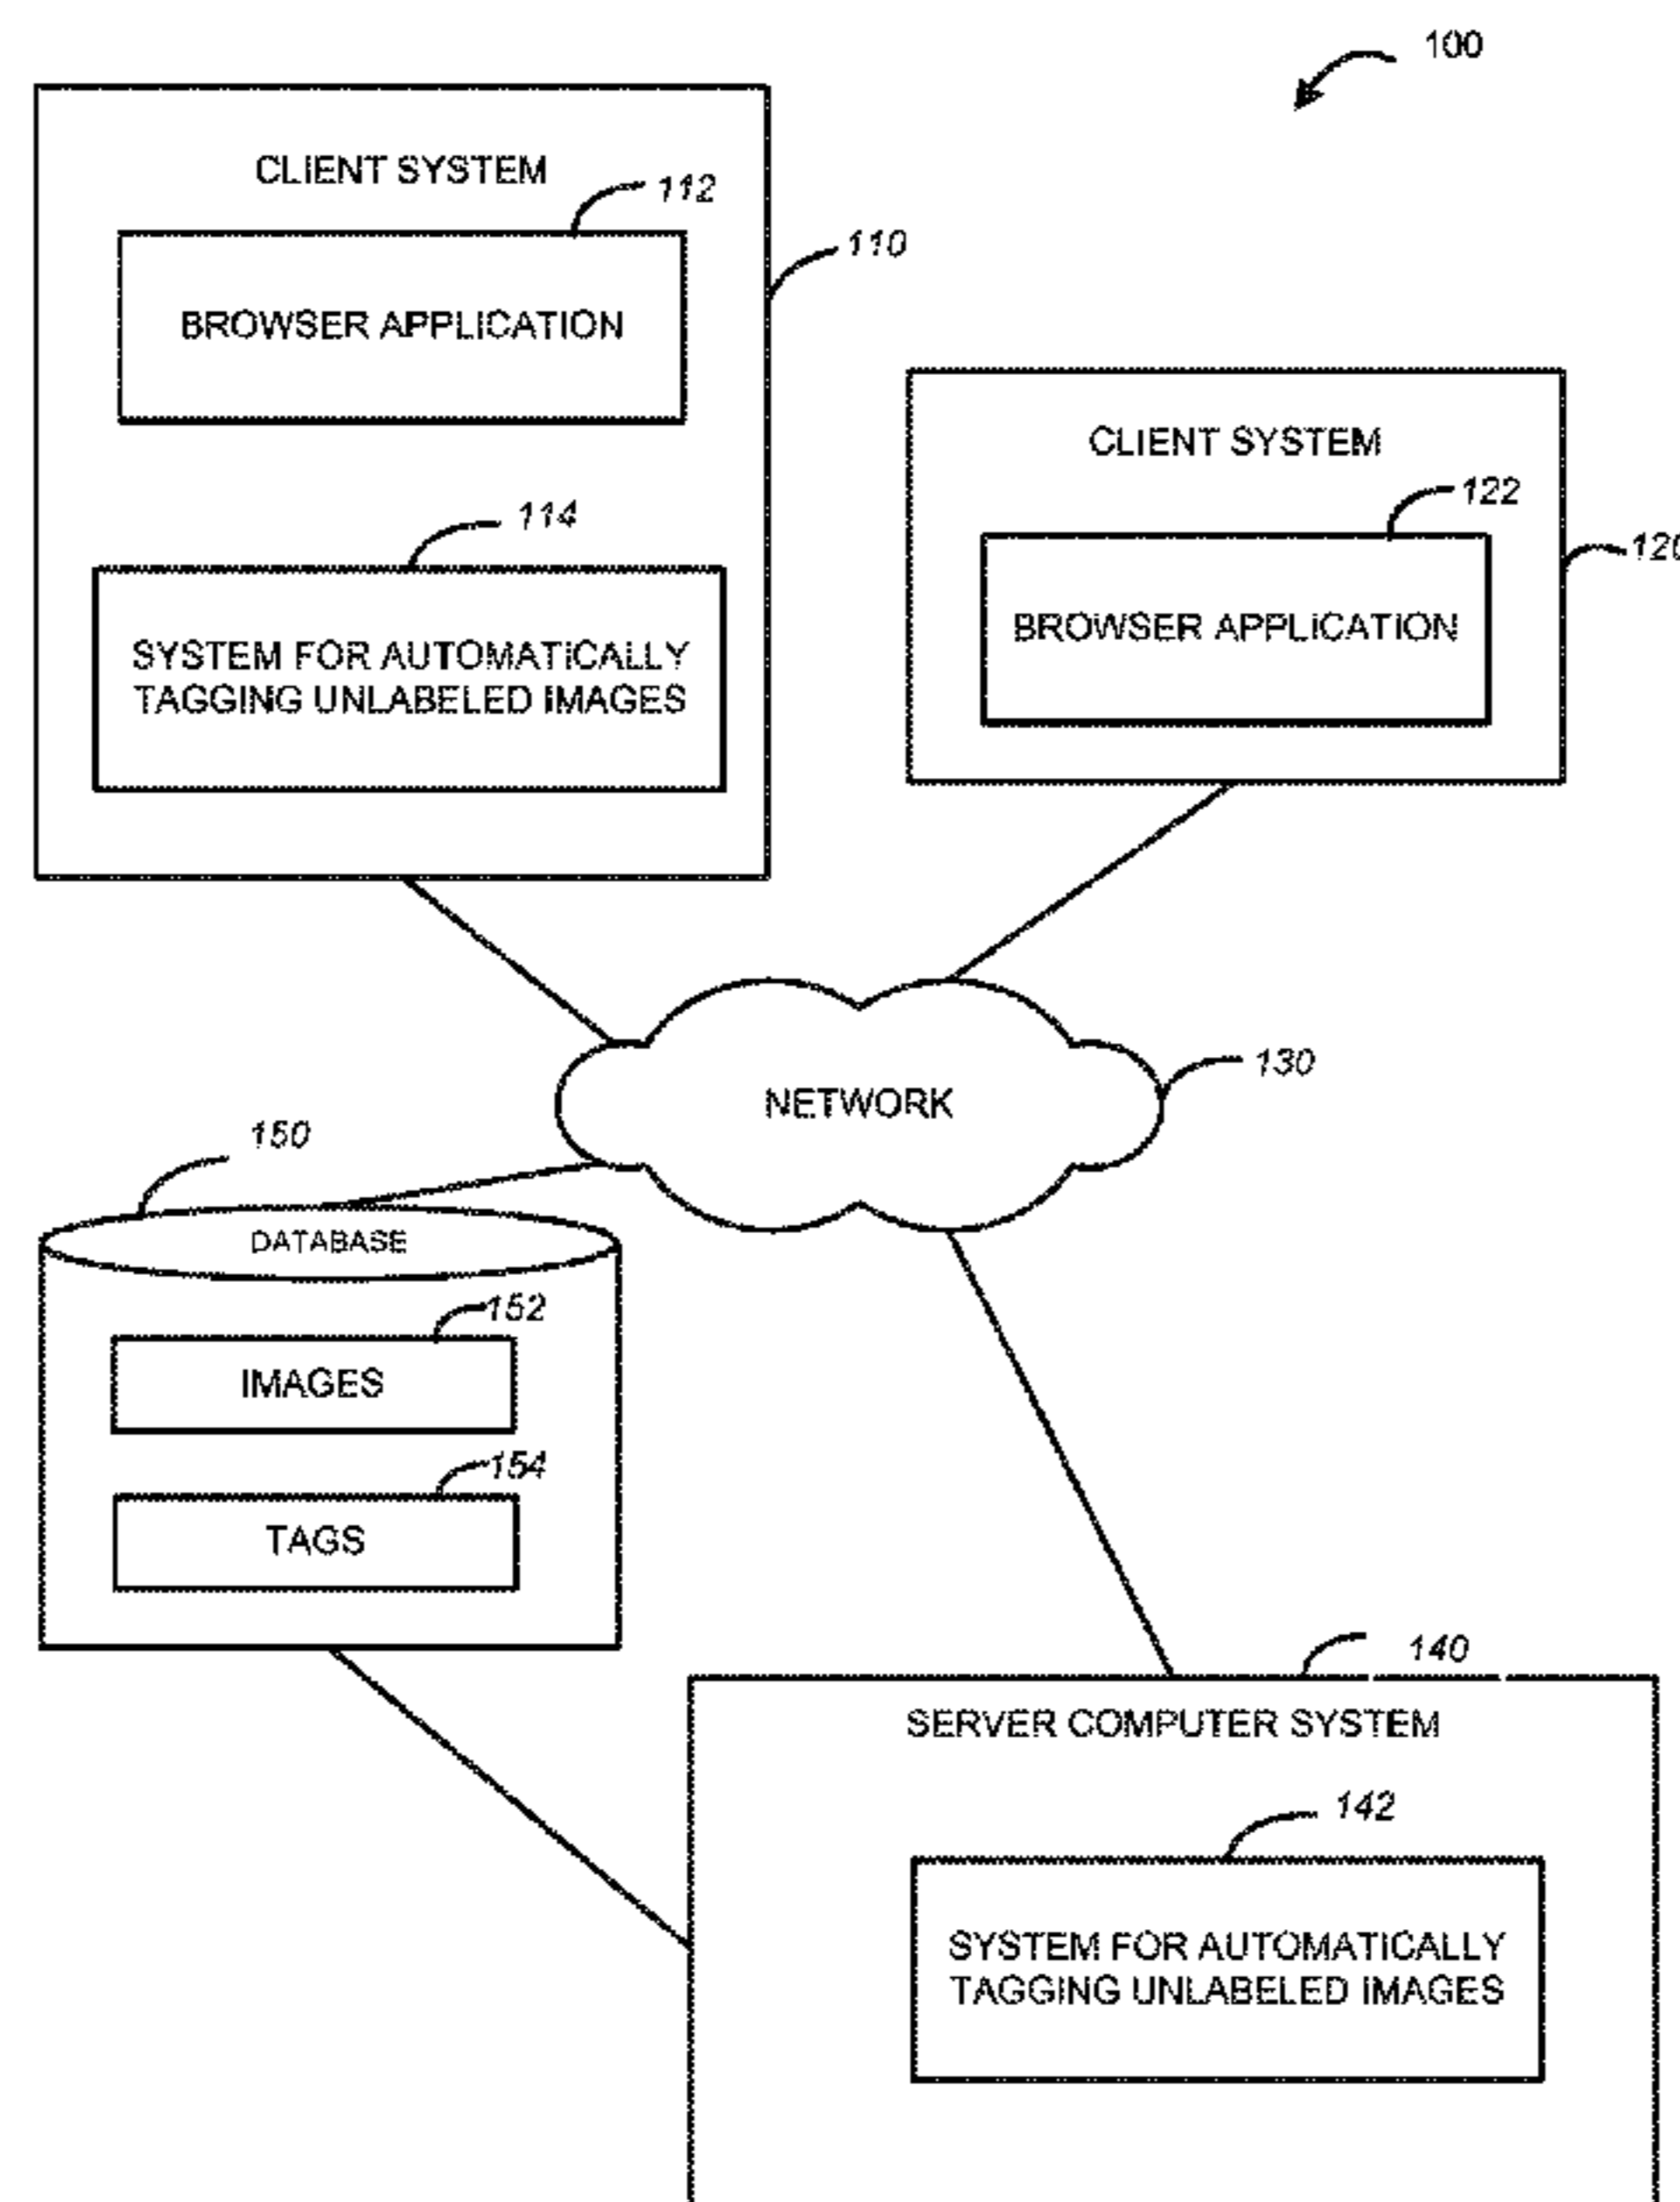 100
CLIENT SYSTEM
112
110
BROWSER APPLICATION
114
SYSTEM FOR AUTOMATICALLY
TAGGING UNLABELED IMAGES
CLIENT SYSTEM
122
120
BROWSER APPLICATION
NETWORK
130
150
DATABASE
152
IMAGES
154
TAGS
140
SERVER COMPUTER SYSTEM
142
SYSTEM FOR AUTOMATICALLY
TAGGING UNLABELED IMAGES